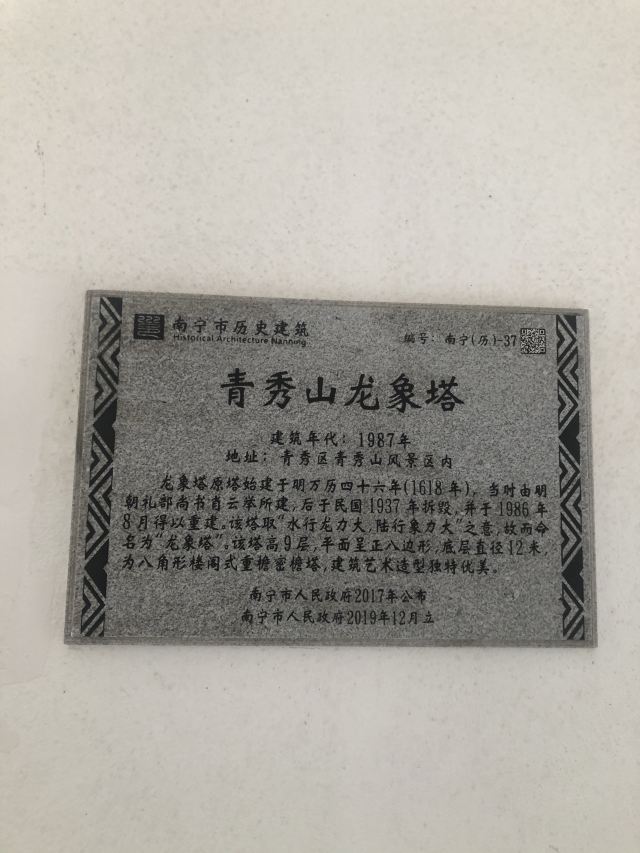 南宁市历史建筑
Historical Architecture Nanning
编号：南宁(历)-37
青秀山龙象塔
建筑年代：1987年
地址：青秀区青秀山风景区内
龙象塔原塔始建于明万历四十六年(1618年)，当时由明
朝礼部尚书肖云举所建，后于民国1937年拆毁，并于1986年
8月得以重建。该塔取“水行龙力大，陆行象力大”之意，故而命
名为“龙象塔”。该塔高9层，平面呈正八边形，底层直径12米，
为八角形楼阁式重檐密檐塔，建筑艺术造型独特优美。
南宁市人民政府2017年公布
南宁市人民政府2019年12月立